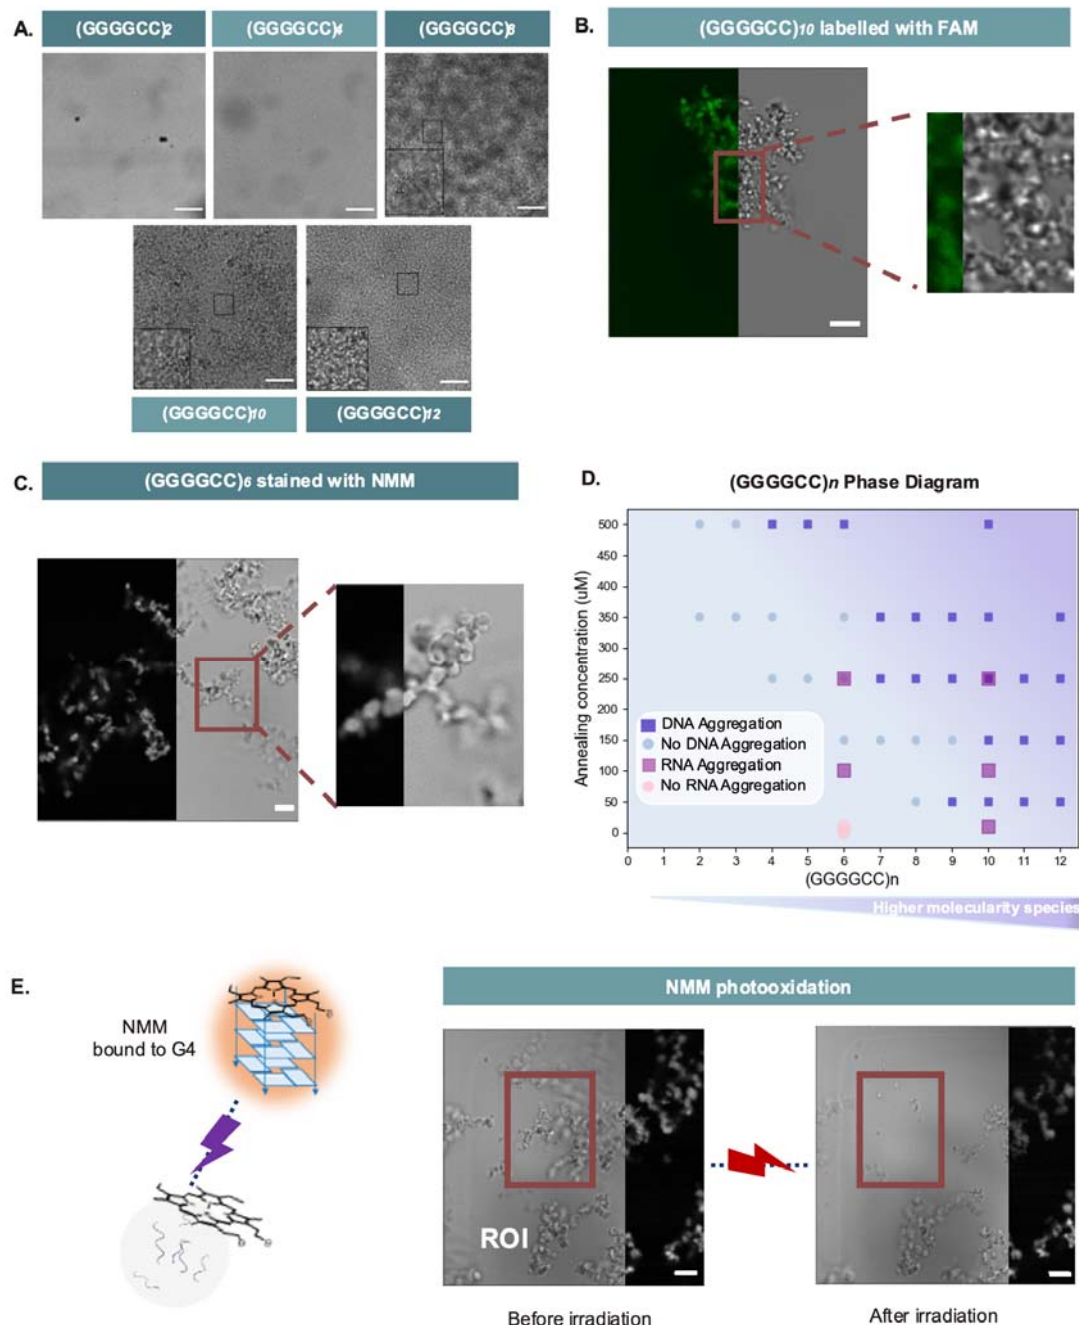 A.
(GGGGCC)2
(GGGGCC)4
(GGGGCC)8
(GGGGCC)10
(GGGGCC)12
B.
(GGGGCC)10 labelled with FAM
C.
(GGGGCC)6 stained with NMM
D.
(GGGGCC)n Phase Diagram
Annealing concentration (uM)
500
450
400
350
300
250
200
150
100
50
0
DNA Aggregation
No DNA Aggregation
RNA Aggregation
No RNA Aggregation
0 1 2 3 4 5 6 7 8 9 10 11 12
(GGGGCC)n
Higher molecularity species
E.
NMM
bound to G4
NMM photooxidation
ROI
Before irradiation
After irradiation